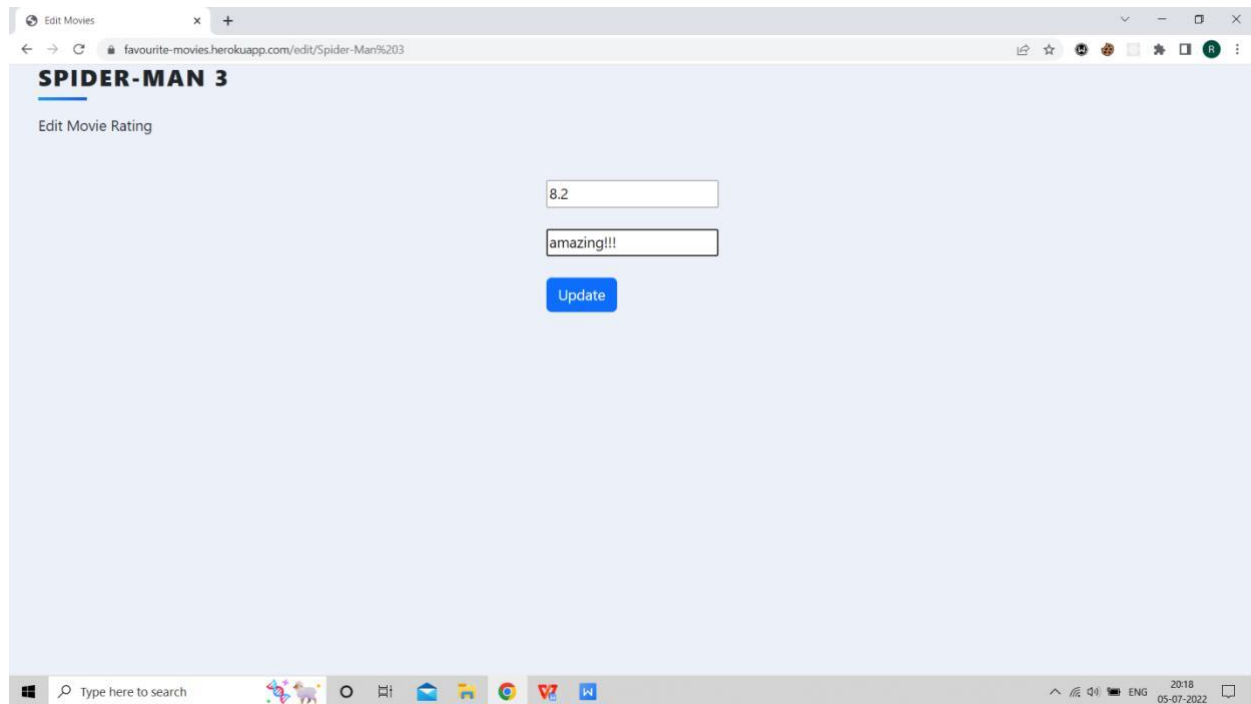 Edit Movies
favourite-movies.herokuapp.com/edit/Spider-Man%203
R
SPIDER-MAN 3
Edit Movie Rating
8.2
amazing!!!
Update
Type here to search
W
ENG
20:18
05-07-2022